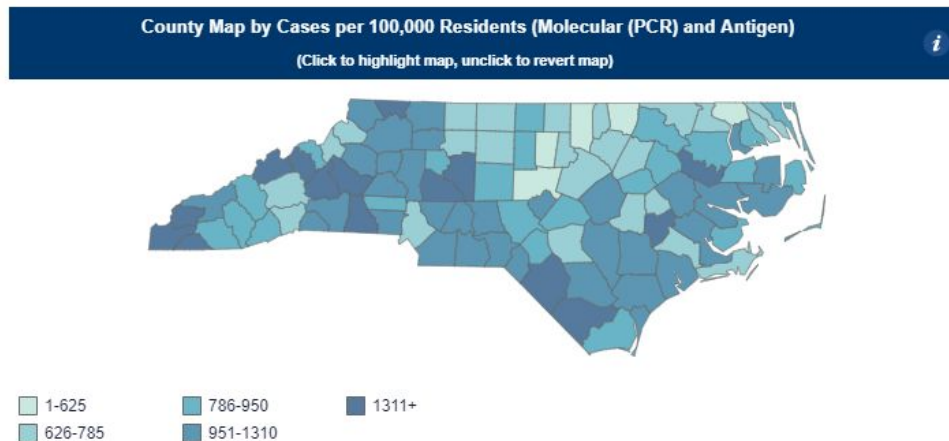 County Map by Cases per 100,000 Residents (Molecular (PCR) and Antigen)
(Click to highlight map, unclick to revert map)
i
1-625
786-950
1311+
626-785
951-1310